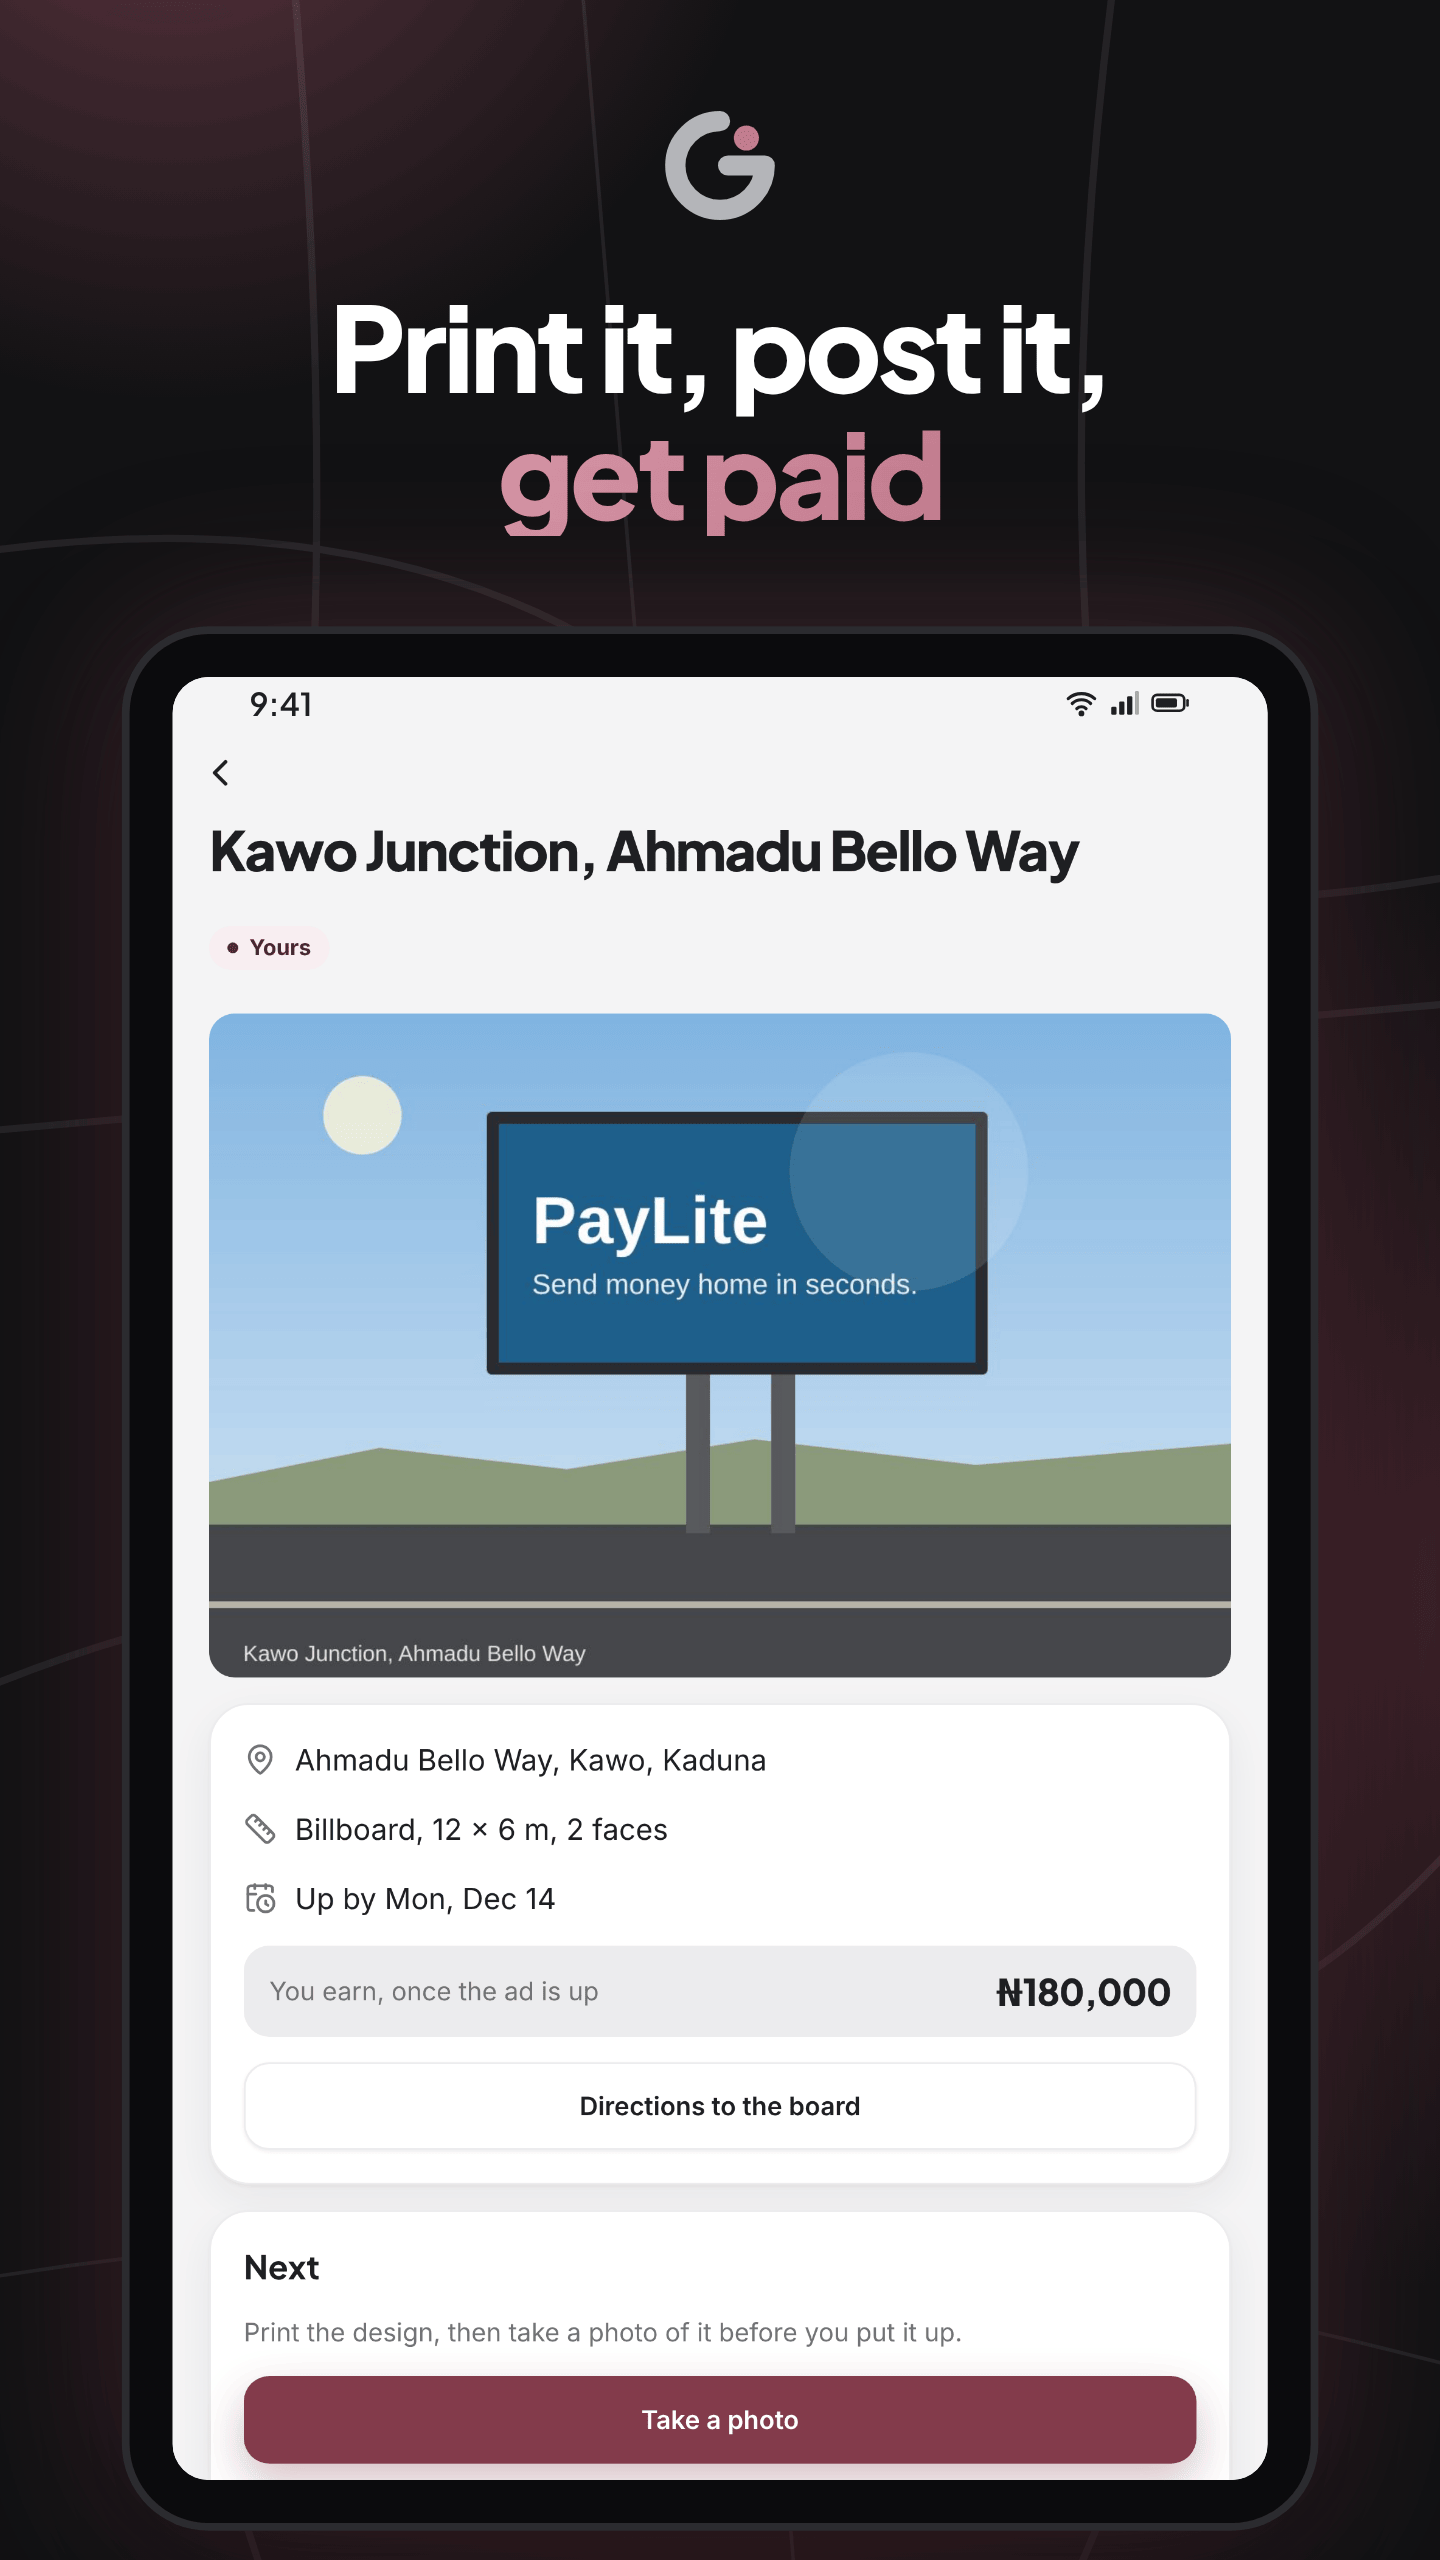 Print it, post it,
get paid
9:41
Kawo Junction, Ahmadu Bello Way
Yours
PayLite
Send money home in seconds.
Kawo Junction, Ahmadu Bello Way
Ahmadu Bello Way, Kawo, Kaduna
Billboard, 12 × 6 m, 2 faces
Up by Mon, Dec 14
You earn, once the ad is up
₦180,000
Directions to the board
Next
Print the design, then take a photo of it before you put it up.
Take a photo